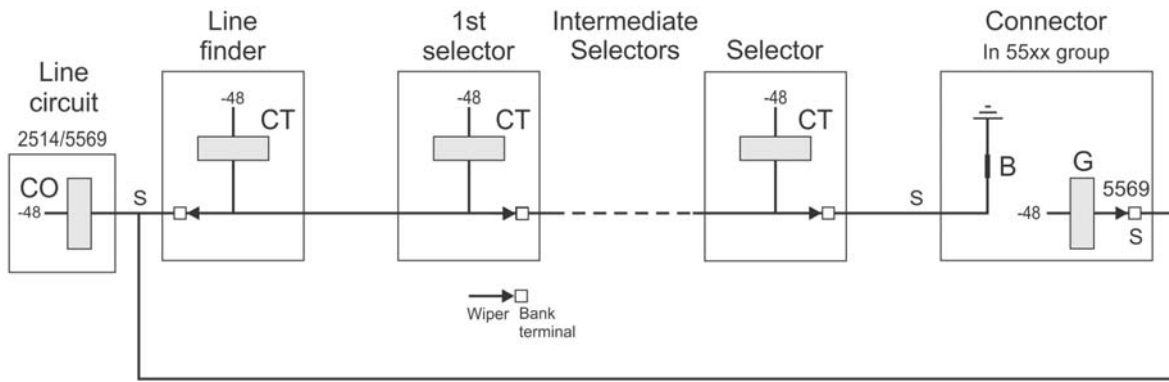 Line
circuit
2514/5569
CO
-48
S
Line
finder
-48
CT
1st
selector
-48
CT
Intermediate
Selectors
Selector
-48
CT
S
Connector
In 55xx group
B
G
-48
5569
S
Wiper
Bank
terminal